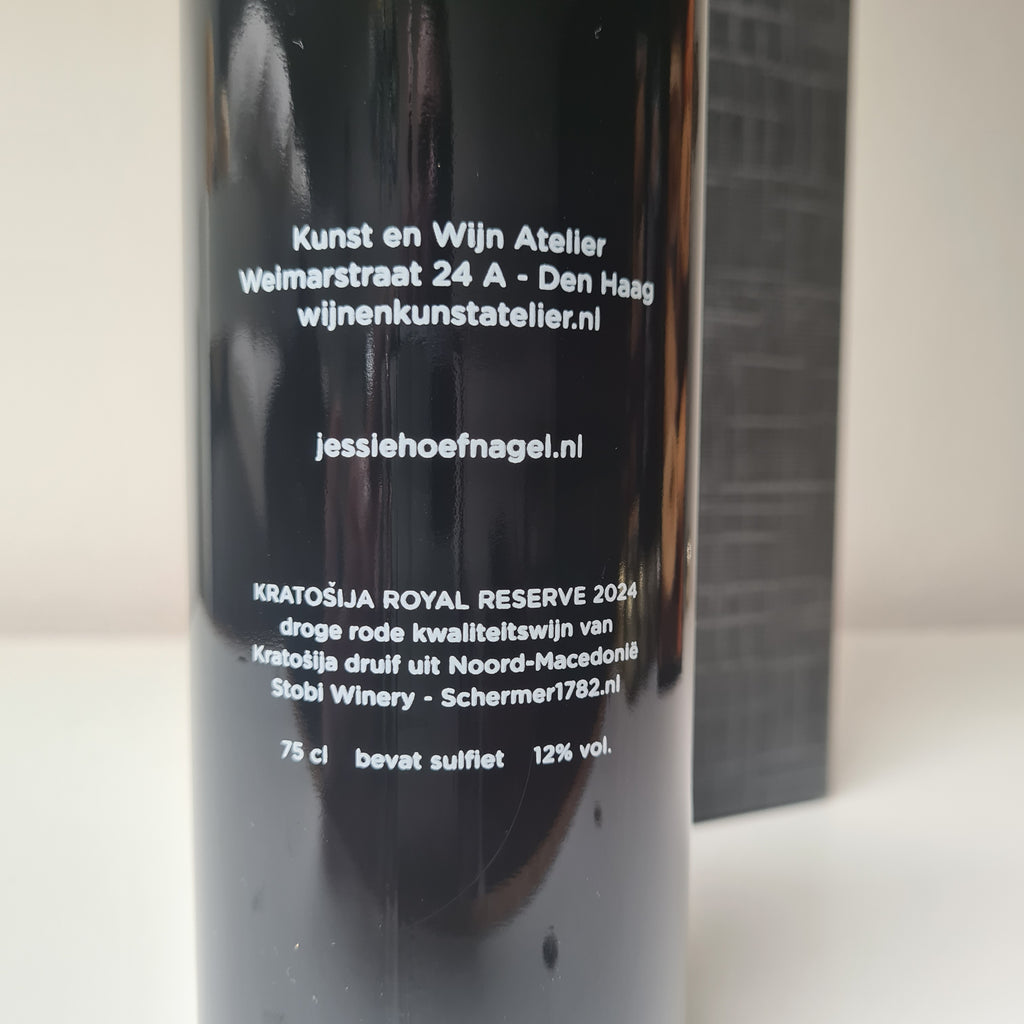 Kunst en Wijn Atelier
Weimarstraat 24 A - Den Haag
wijnenkunstatelier.nl
jessiehoefnagel.nl
KRATOŠIJA ROYAL RESERVE 2024
droge rode kwaliteitswijn van
Kratošija druif uit Noord-Macedonië
Stobi Winery - Schermer1782.nl
75 cl bevat sulfiet 12% vol.